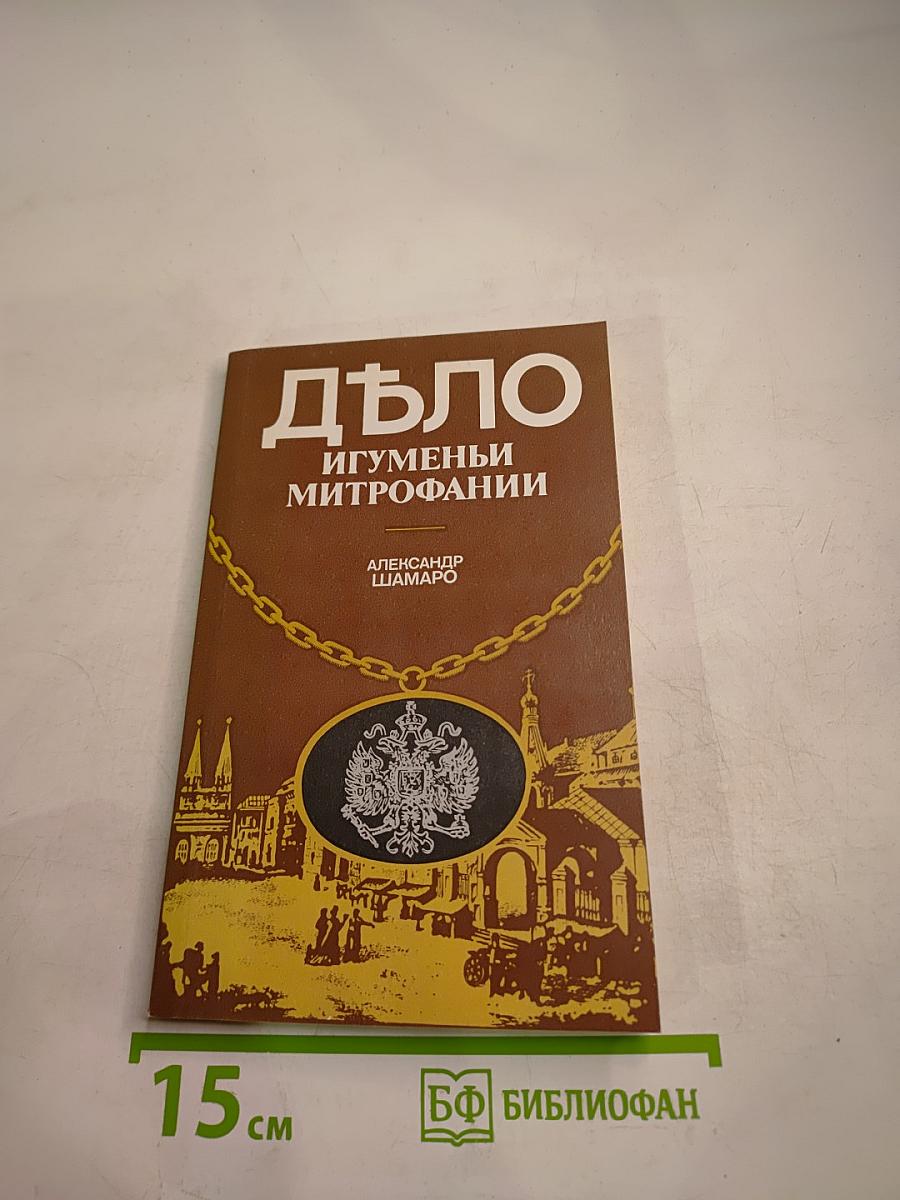 ДѢЛО
ИГУМЕНЬИ
МИТРОФАНИИ
АЛЕКСАНДР
ШАМАРО
15 см
БФ БИБЛИОФАН